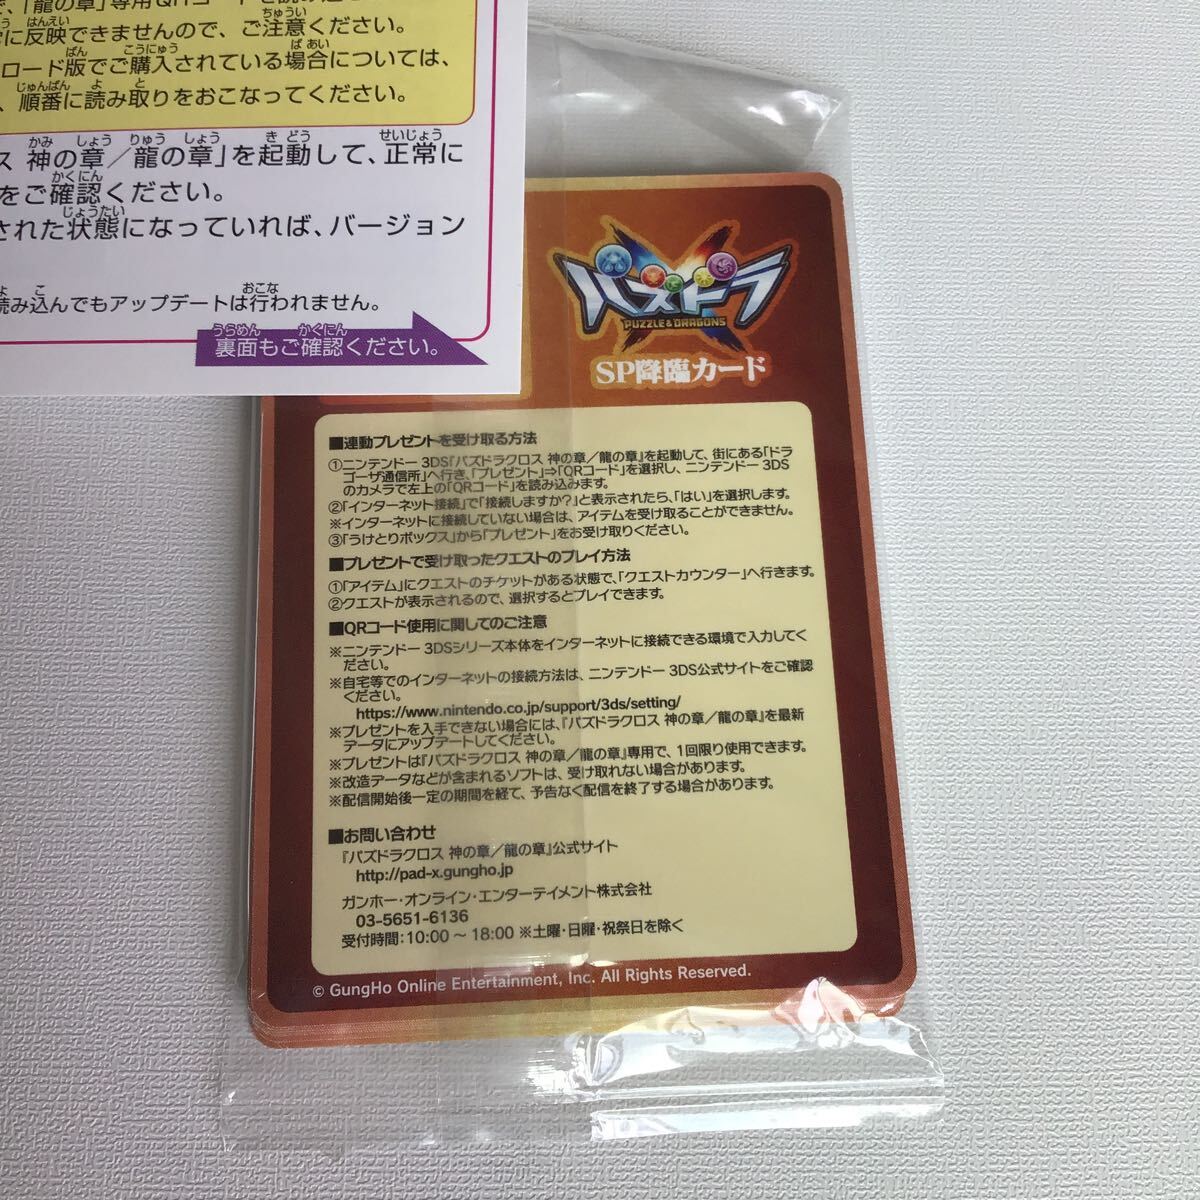 に反映できませんので、ご注意ください。
ロード版でご購入されている場合については、
、順番に読み取りをおこなってください。
ス 神の章／龍の章」を起動して、正常に
をご確認ください。
された状態になっていれば、バージョン
読み込んでもアップデートは行われません。
裏面もご確認ください。
パズドラ
PUZZLE & DRAGONS
SP降臨カード
■連動プレゼントを受け取る方法
①ニンテンドー 3DS『パズドラクロス 神の章／龍の章』を起動して、街にある「ドラ
ゴーザ通信所」へ行き、「プレゼント」⇒「QRコード」を選択し、ニンテンドー 3DS
のカメラで左上の「QRコード」を読み込みます。
②「インターネット接続」で「接続しますか？」と表示されたら、「はい」を選択します。
※インターネットに接続していない場合は、アイテムを受け取ることができません。
③「うけとりボックス」から「プレゼント」をお受け取りください。
■プレゼントで受け取ったクエストのプレイ方法
①「アイテム」にクエストのチケットがある状態で、「クエストカウンター」へ行きます。
②クエストが表示されるので、選択するとプレイできます。
■QRコード使用に関してのご注意
※ニンテンドー 3DSシリーズ本体をインターネットに接続できる環境で入力してく
ださい。
※自宅等でのインターネットの接続方法は、ニンテンドー 3DS公式サイトをご確認
ください。
https://www.nintendo.co.jp/support/3ds/setting/
※プレゼントを入手できない場合には、『パズドラクロス 神の章／龍の章』を最新
データにアップデートしてください。
※プレゼントは『パズドラクロス 神の章／龍の章』専用で、1回限り使用できます。
※改造データなどが含まれるソフトは、受け取れない場合があります。
※配信開始後一定の期間を経て、予告なく配信を終了する場合があります。
■お問い合わせ
『パズドラクロス 神の章／龍の章』公式サイト
http://pad-x.gungho.jp
ガンホー・オンライン・エンターテイメント株式会社
03-5651-6136
受付時間：10:00 ～ 18:00 ※土曜・日曜・祝祭日を除く
© GungHo Online Entertainment, Inc. All Rights Reserved.